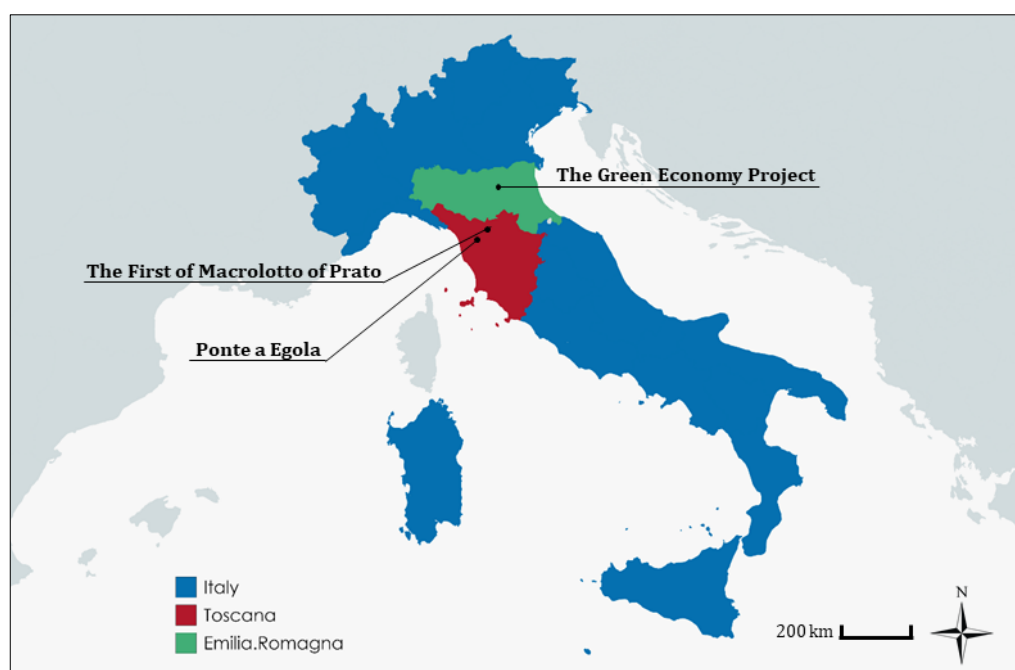 The Green Economy Project
The First of Macrolotto of Prato
Ponte a Egola
Italy
Toscana
Emilia.Romagna
200 km
N